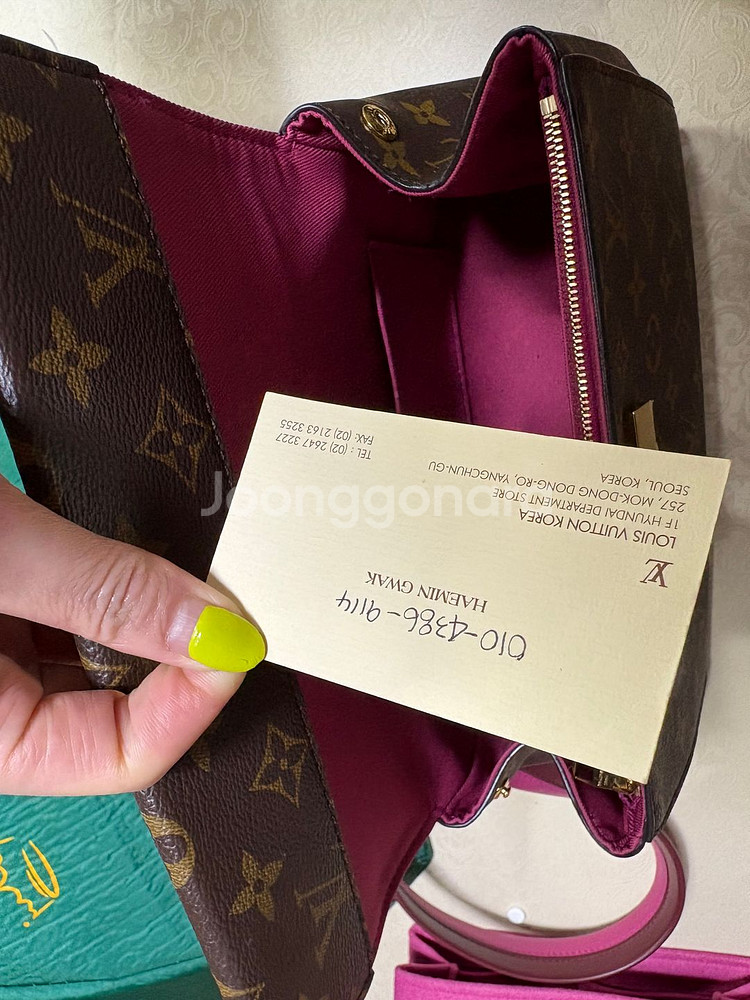 LV
LOUIS VUITTON KOREA
1F HYUNDAI DEPARTMENT STORE
257, MOK-DONG DONG-RO, YANGCHUN-GU
SEOUL, KOREA
TEL : (02) 2647 3227
FAX: (02) 2163 3255
HAEMIN GWAK
010-4386-9114
Joonggonara